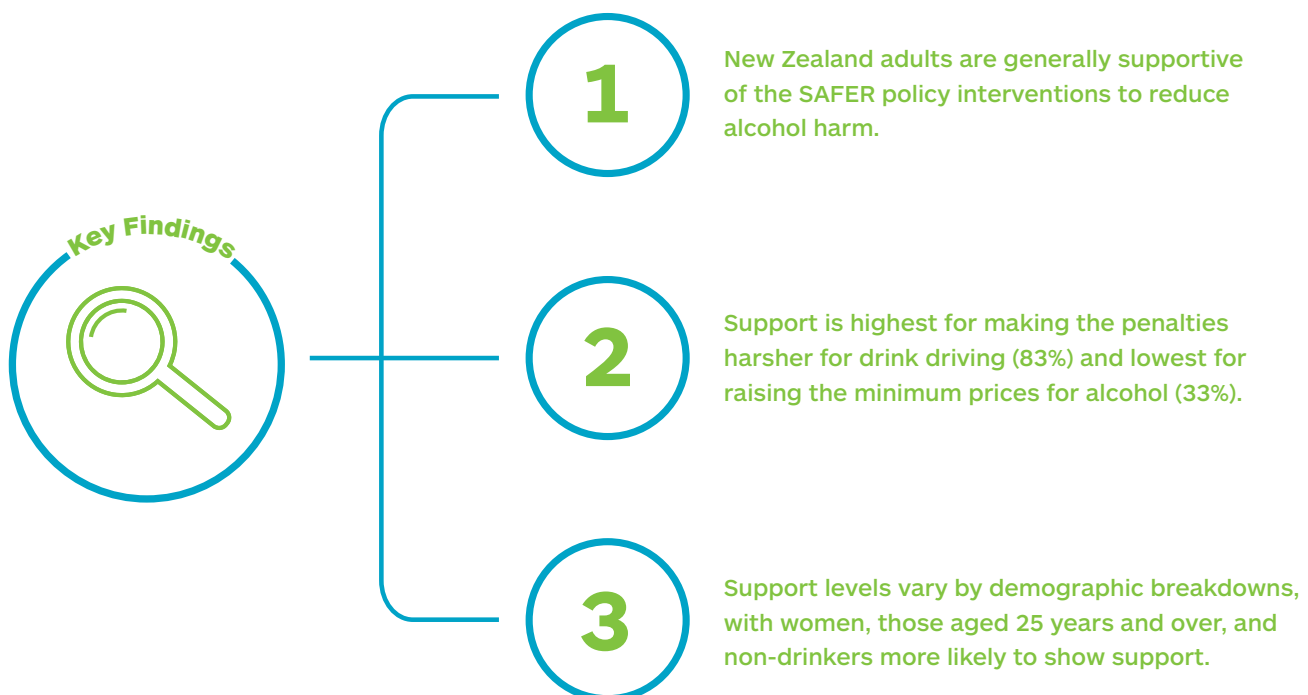 Key Findings
1
New Zealand adults are generally supportive
of the SAFER policy interventions to reduce
alcohol harm.
2
Support is highest for making the penalties
harsher for drink driving (83%) and lowest for
raising the minimum prices for alcohol (33%).
3
Support levels vary by demographic breakdowns,
with women, those aged 25 years and over, and
non-drinkers more likely to show support.